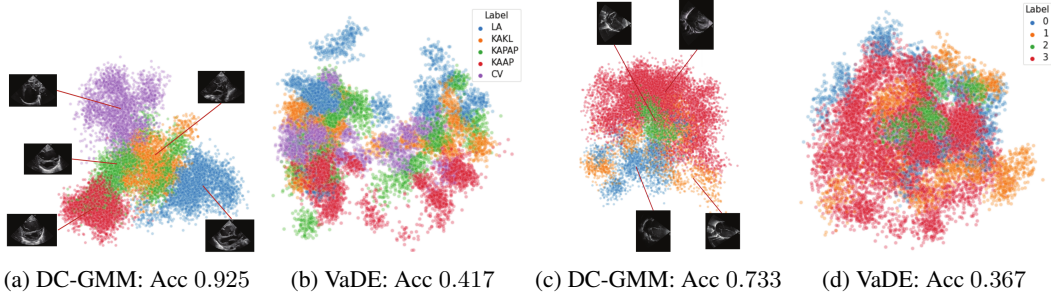 Label
LA
KAKL
KAPAP
KAAP
CV
Label
0
1
2
3
(a) DC-GMM: Acc 0.925
(b) VaDE: Acc 0.417
(c) DC-GMM: Acc 0.733
(d) VaDE: Acc 0.367